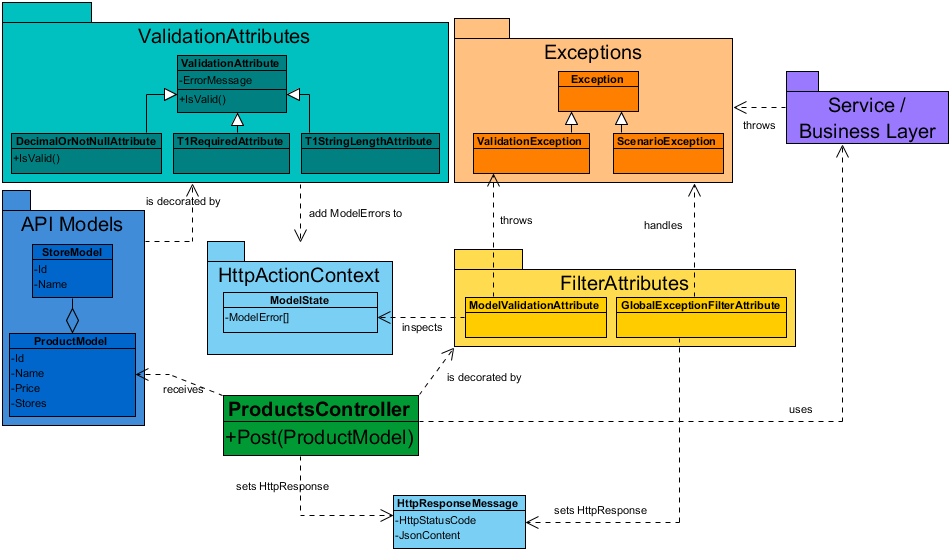 ValidationAttributes
ValidationAttribute
-ErrorMessage
+IsValid()
DecimalOrNotNullAttribute
+IsValid()
T1RequiredAttribute
T1StringLengthAttribute
Exceptions
Exception
ValidationException
ScenarioException
Service /
Business Layer
throws
is decorated by
add ModelErrors to
throws
handles
API Models
StoreModel
-Id
-Name
ProductModel
-Id
-Name
-Price
-Stores
HttpActionContext
ModelState
-ModelError[]
inspects
FilterAttributes
ModelValidationAttribute
GlobalExceptionFilterAttribute
is decorated by
receives
ProductsController
+Post(ProductModel)
uses
sets HttpResponse
HttpResponseMessage
-HttpStatusCode
-JsonContent
sets HttpResponse